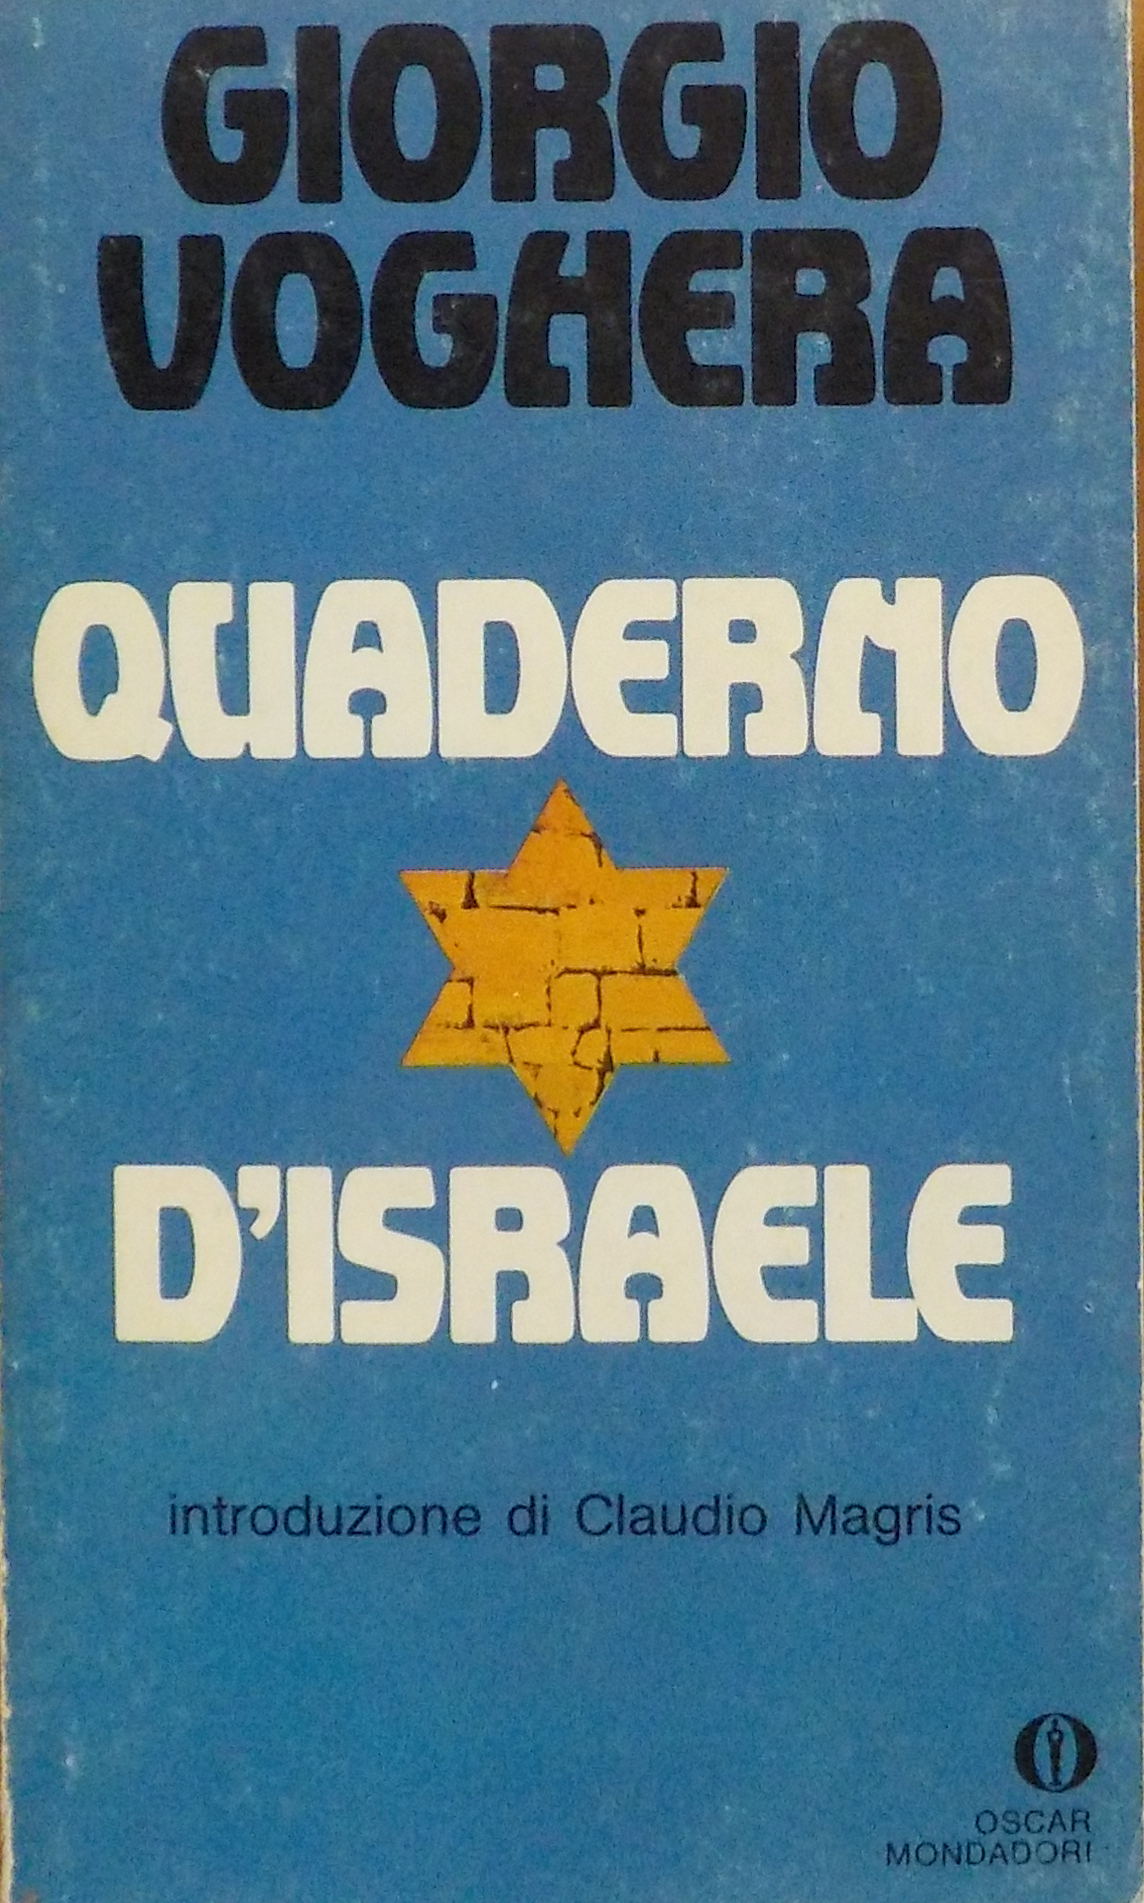 GIORGIO
VOGHERA
QUADERNO
D'ISRAELE
introduzione di Claudio Magris
OSCAR
MONDADORI